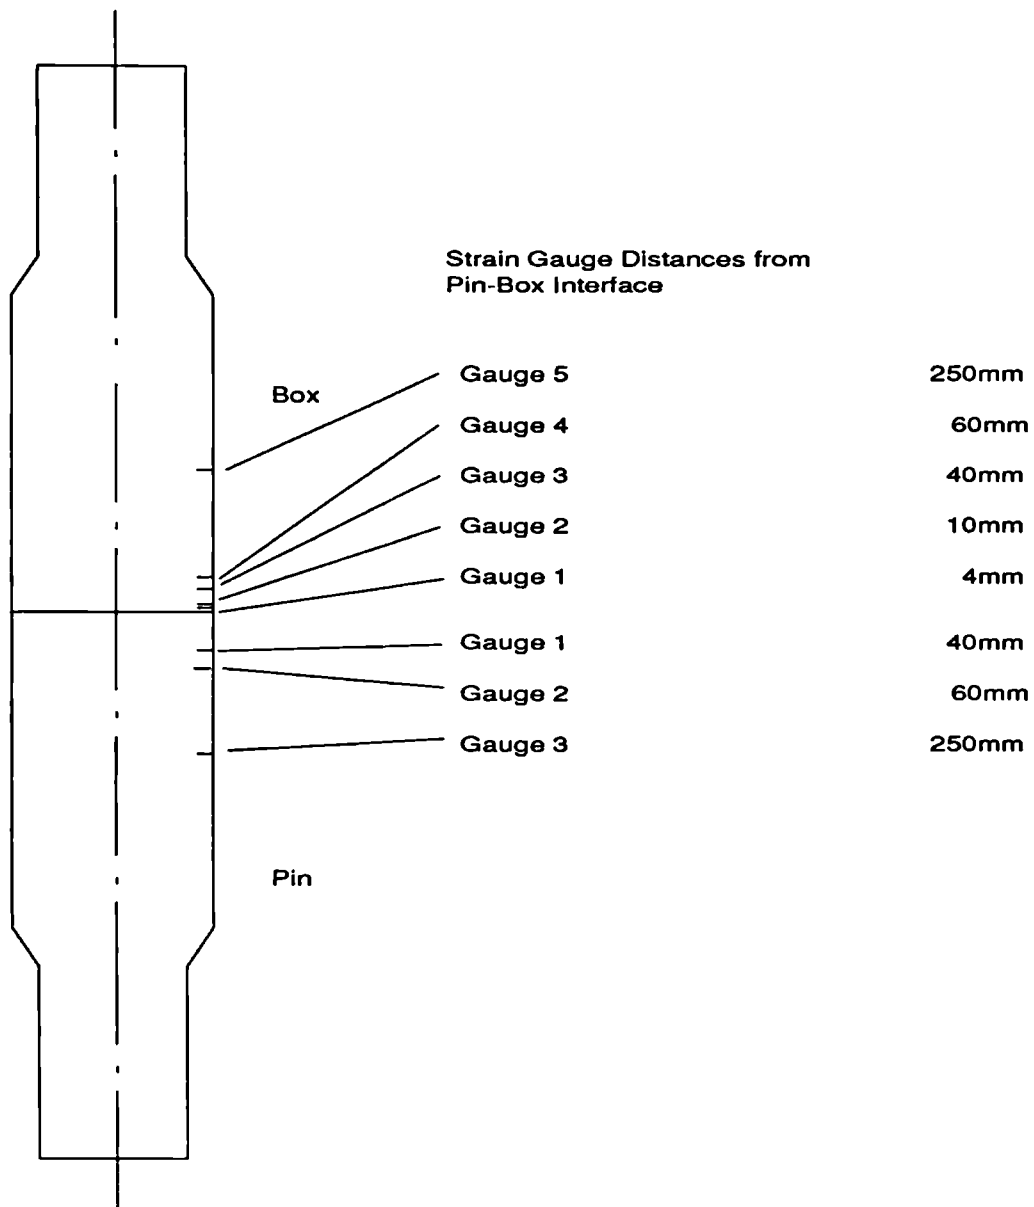 Strain Gauge Distances from
Pin-Box Interface
Box
Gauge 5 250mm
Gauge 4 60mm
Gauge 3 40mm
Gauge 2 10mm
Gauge 1 4mm
Gauge 1 40mm
Gauge 2 60mm
Gauge 3 250mm
Pin